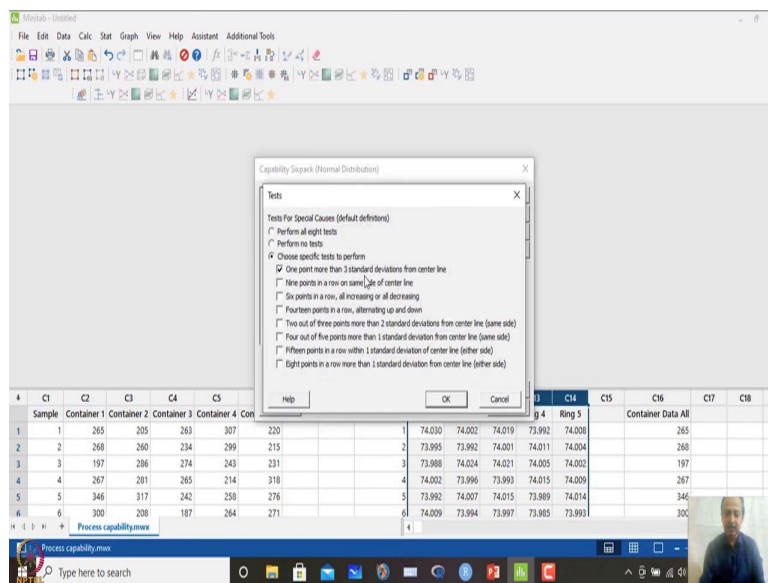 Minitab - Untitled
File Edit Data Calc Stat Graph View Help Assistant Additional Tools
Capability Sixpack (Normal Distribution)
Tests
Tests For Special Causes (default definitions)
Perform all eight tests
Perform no tests
Choose specific tests to perform
One point more than 3 standard deviations from center line
Nine points in a row on same side of center line
Six points in a row, all increasing or all decreasing
Fourteen points in a row, alternating up and down
Two out of three points more than 2 standard deviations from center line (same side)
Four out of five points more than 1 standard deviation from center line (same side)
Fifteen points in a row within 1 standard deviation of center line (either side)
Eight points in a row more than 1 standard deviation from center line (either side)
Help OK Cancel
C1 C2 C3 C4 C5 13 C14 C15 C16 C17 C18
Sample Container 1 Container 2 Container 3 Container 4 Con g 4 Ring 5 Container Data All
1 1 265 205 263 307 220 1 74.030 74.002 74.019 73.992 74.008 265
2 2 268 260 234 299 215 2 73.995 73.992 74.001 74.011 74.004 268
3 3 197 286 274 243 231 3 73.988 74.024 74.021 74.005 74.002 197
4 4 267 281 265 214 318 4 74.002 73.996 73.993 74.015 74.009 267
5 5 346 317 242 258 276 5 73.992 74.007 74.015 73.989 74.014 346
6 6 300 208 187 264 271 6 74.009 73.994 73.997 73.985 73.993 300
Process capability.mwx
Process capability.mwx
NPTEL
Type here to search